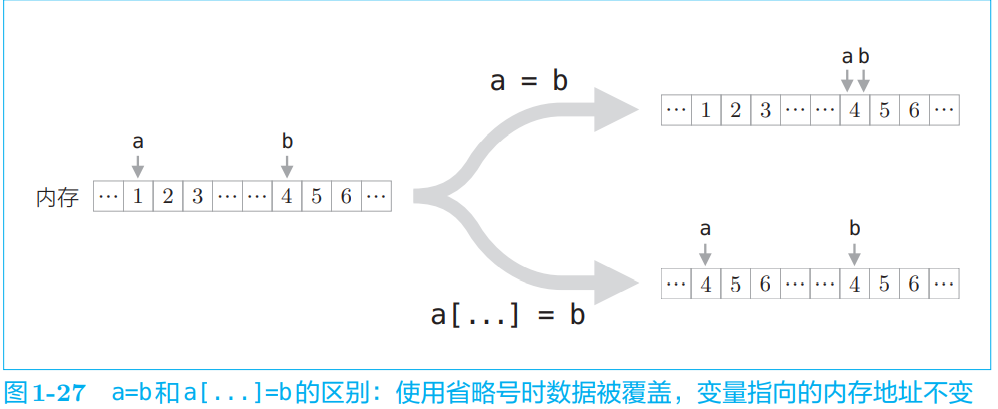 a b
a = b
⋯ 1 2 3 ⋯ ⋯ 4 5 6 ⋯
a b
内存 ⋯ 1 2 3 ⋯ ⋯ 4 5 6 ⋯
a b
⋯ 4 5 6 ⋯ ⋯ 4 5 6 ⋯
a[...] = b
图1-27 a=b和a[...]=b的区别：使用省略号时数据被覆盖，变量指向的内存地址不变